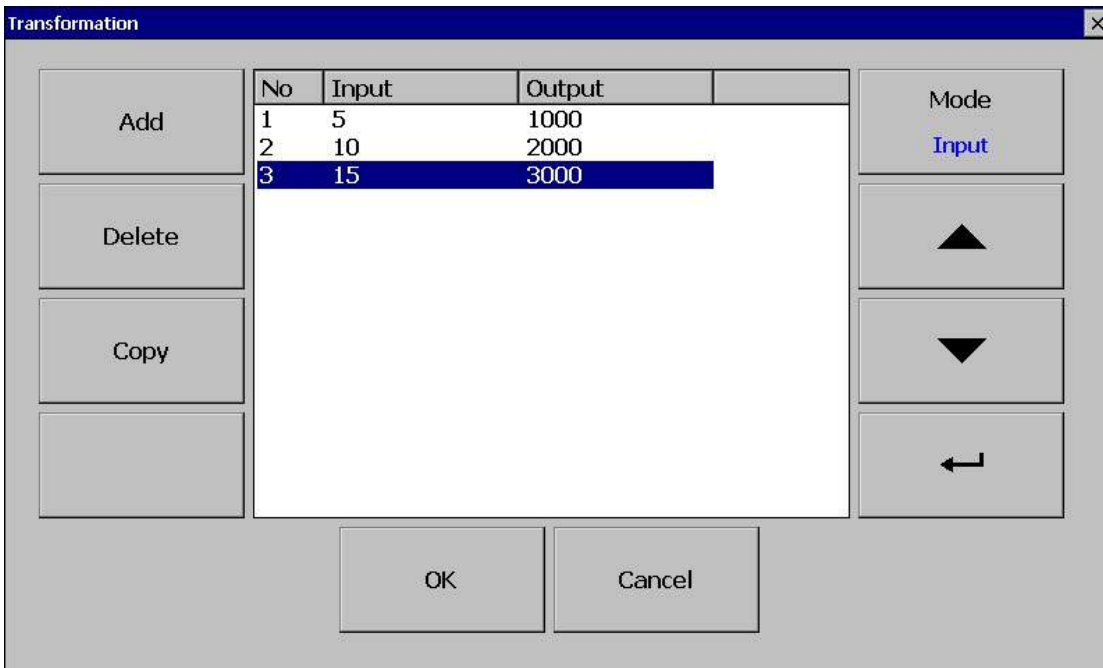 Transformation
Add
Delete
Copy
No Input Output
1 5 1000
2 10 2000
3 15 3000
Mode
Input
OK
Cancel